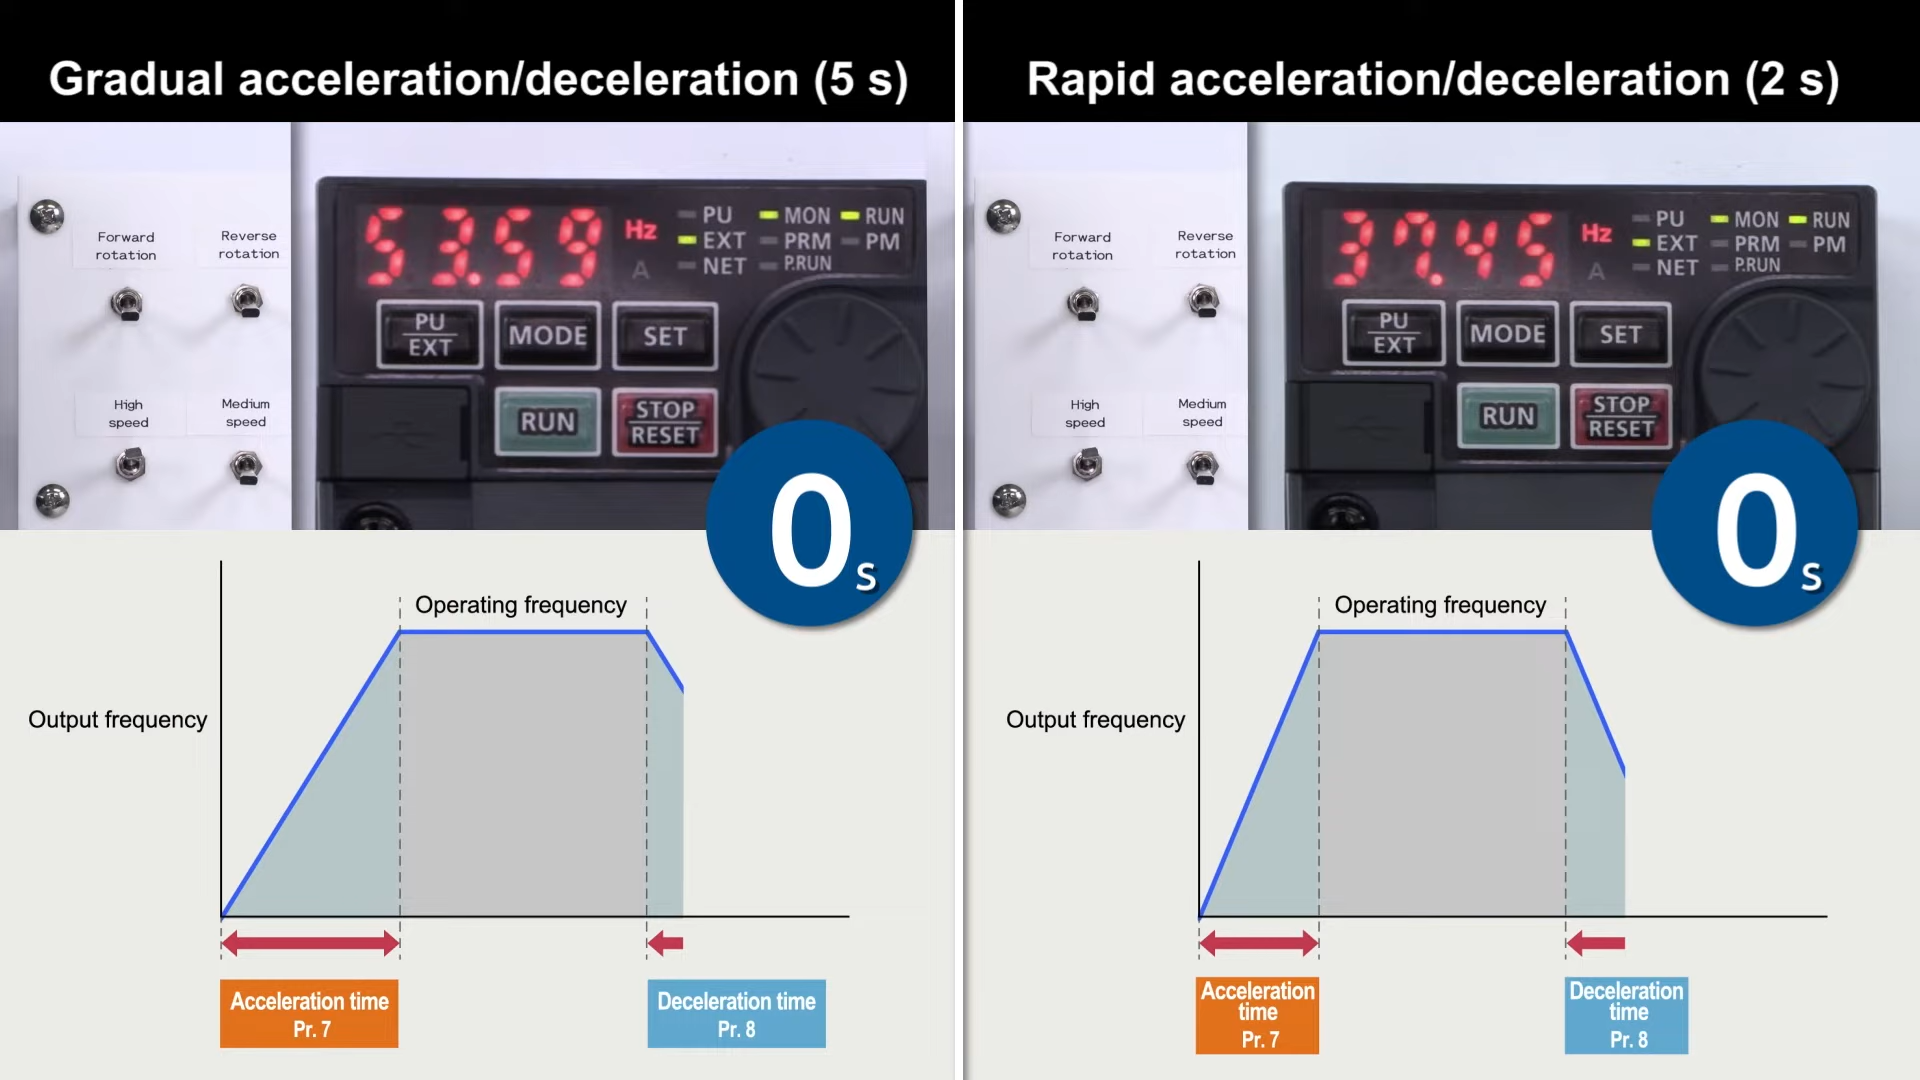 Gradual acceleration/deceleration (5 s)
Forward
rotation
Reverse
rotation
High
speed
Medium
speed
53.59
Hz
A
PU
MON
RUN
EXT
PRM
PM
NET
P.RUN
PU
EXT
MODE
SET
RUN
STOP
RESET
0s
Operating frequency
Output frequency
Acceleration time
Pr. 7
Deceleration time
Pr. 8
Rapid acceleration/deceleration (2 s)
Forward
rotation
Reverse
rotation
High
speed
Medium
speed
37.45
Hz
A
PU
MON
RUN
EXT
PRM
PM
NET
P.RUN
PU
EXT
MODE
SET
RUN
STOP
RESET
0s
Operating frequency
Output frequency
Acceleration
time
Pr. 7
Deceleration
time
Pr. 8